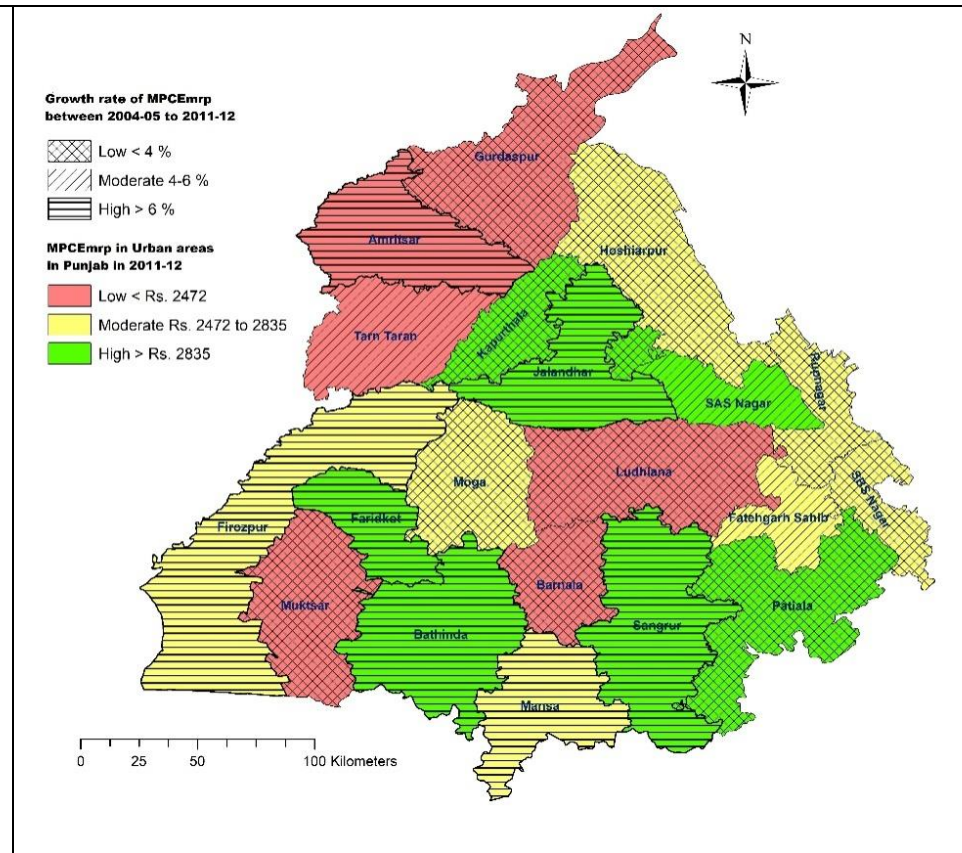 N
Growth rate of MPCEmrp
between 2004-05 to 2011-12
Low < 4 %
Moderate 4-6 %
High > 6 %
MPCEmrp in Urban areas
in Punjab in 2011-12
Low < Rs. 2472
Moderate Rs. 2472 to 2835
High > Rs. 2835
Gurdaspur
Amritsar
Hoshiarpur
Tarn Taran
Kapurthala
Jalandhar
SAS Nagar
Rupnagar
Ludhiana
Moga
SBS Nagar
Firozpur
Faridkot
Fatehgarh Sahib
Muktsar
Barnala
Patiala
Bathinda
Sangrur
Mansa
0 25 50 100 Kilometers